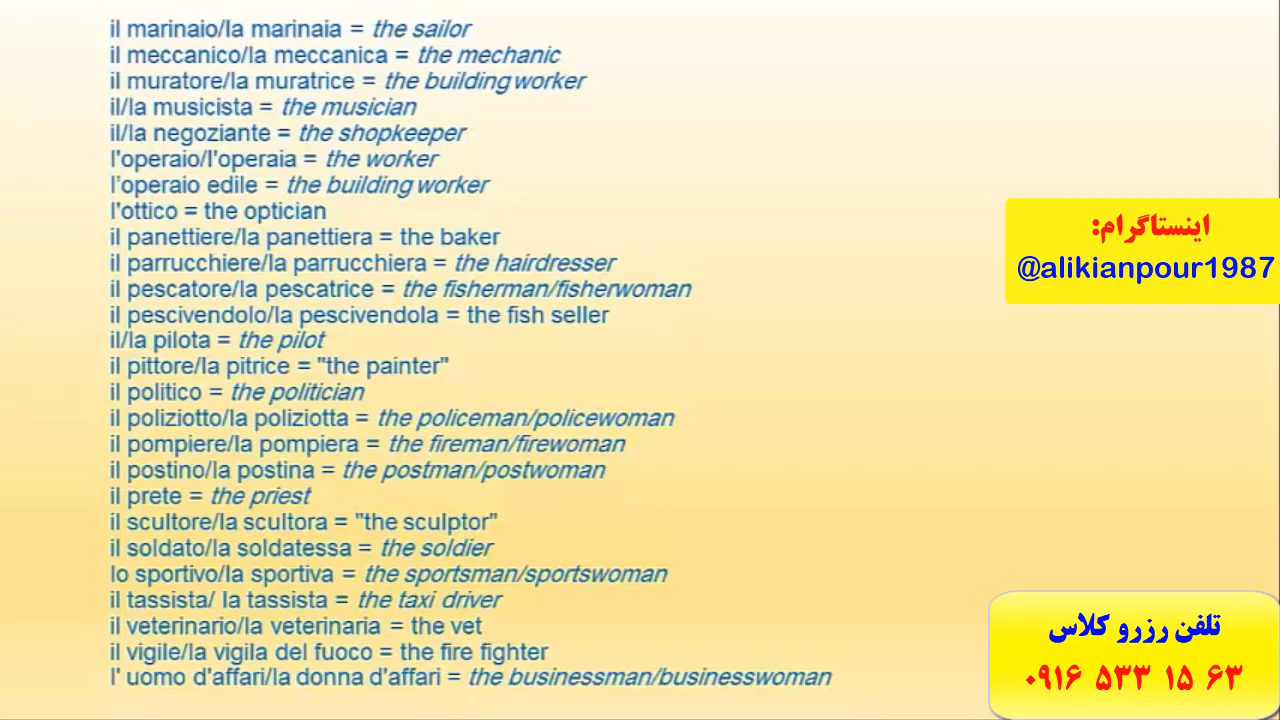 il marinaio/la marinaia = the sailor
il meccanico/la meccanica = the mechanic
il muratore/la muratrice = the building worker
il/la musicista = the musician
il/la negoziante = the shopkeeper
l'operaio/l'operaia = the worker
l'operaio edile = the building worker
l'ottico = the optician
il panettiere/la panettiera = the baker
il parrucchiere/la parrucchiera = the hairdresser
il pescatore/la pescatrice = the fisherman/fisherwoman
il pescivendolo/la pescivendola = the fish seller
il/la pilota = the pilot
il pittore/la pitrice = "the painter"
il politico = the politician
il poliziotto/la poliziotta = the policeman/policewoman
il pompiere/la pompiera = the fireman/firewoman
il postino/la postina = the postman/postwoman
il prete = the priest
il scultore/la scultora = "the sculptor"
il soldato/la soldatessa = the soldier
lo sportivo/la sportiva = the sportsman/sportswoman
il tassista/ la tassista = the taxi driver
il veterinario/la veterinaria = the vet
il vigile/la vigila del fuoco = the fire fighter
l' uomo d'affari/la donna d'affari = the businessman/businesswoman
اینستاگرام:
@alikianpour1987
تلفن رزرو کلاس
۰۹۱۶ ۵۳۳ ۱۵ ۶۳